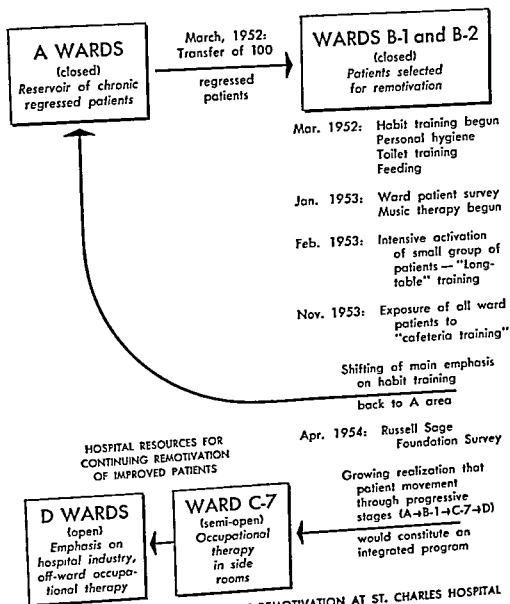 A WARDS
(closed)
Reservoir of chronic
regressed patients
March, 1952:
Transfer of 100
regressed
patients
WARDS B-1 and B-2
(closed)
Patients selected
for remotivation
Mar. 1952: Habit training begun
Personal hygiene
Toilet training
Feeding
Jan. 1953: Ward patient survey
Music therapy begun
Feb. 1953: Intensive activation
of small group of
patients — "Long-
table" training
Nov. 1953: Exposure of all ward
patients to
"cafeteria training"
Shifting of main emphasis
on habit training
back to A area
Apr. 1954: Russell Sage
Foundation Survey
HOSPITAL RESOURCES FOR
CONTINUING REMOTIVATION
OF IMPROVED PATIENTS
Growing realization that
patient movement
through progressive
stages (A→B-1→C-7→D)
would constitute an
integrated program
WARD C-7
(semi-open)
Occupational
therapy
in side
rooms
D WARDS
(open)
Emphasis on
hospital industry,
off-ward occupa-
tional therapy
REMOTIVATION AT ST. CHARLES HOSPITAL